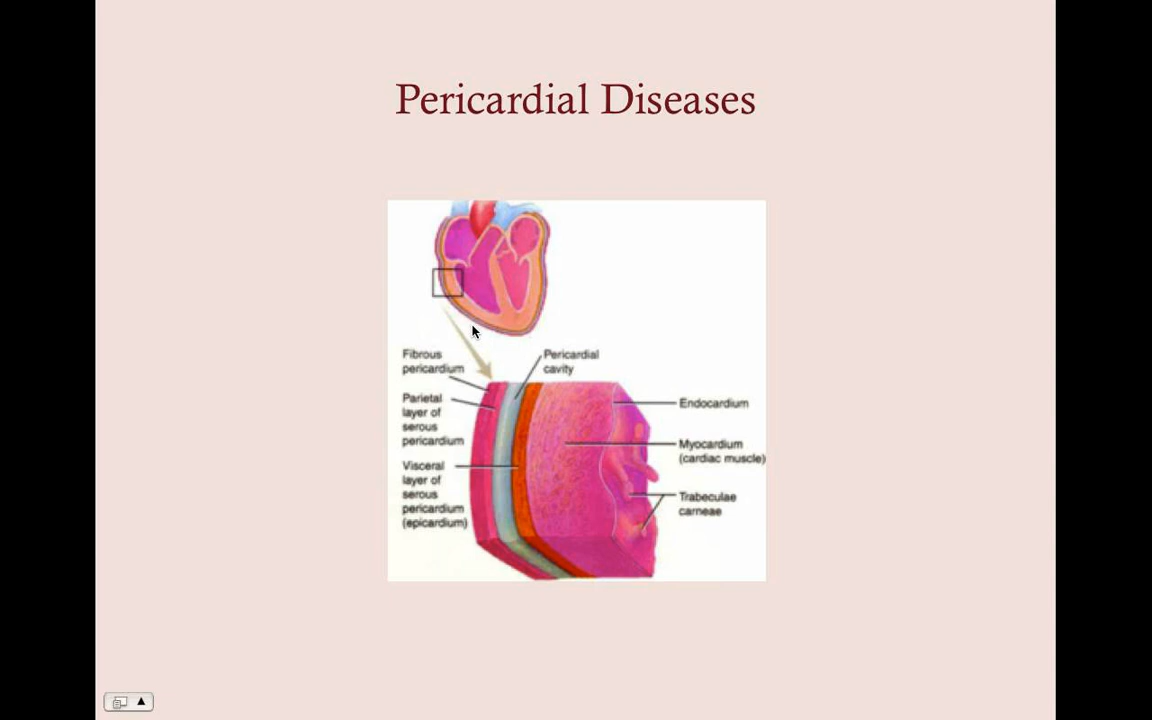 Pericardial Diseases
Fibrous
pericardium
Pericardial
cavity
Parietal
layer of
serous
pericardium
Visceral
layer of
serous
pericardium
(epicardium)
Endocardium
Myocardium
(cardiac muscle)
Trabeculae
carneae